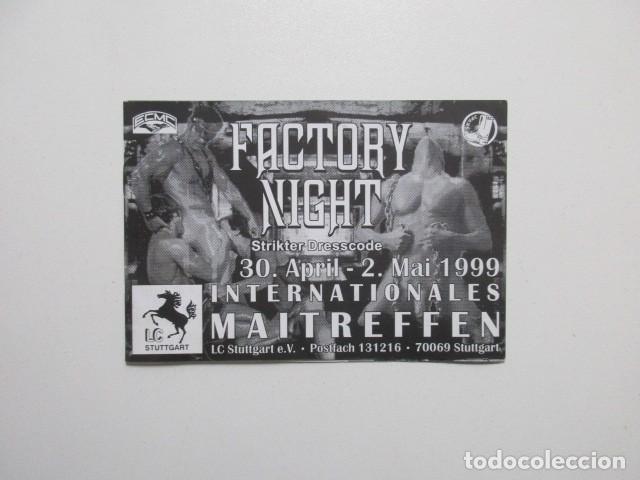 ECMC
FACTORY
NIGHT
Strikter Dresscode
30. April - 2. Mai 1999
INTERNATIONALES
MAITREFFEN
LC Stuttgart e.V. · Postfach 131216 · 70069 Stuttgart
LC
STUTTGART
todocoleccion